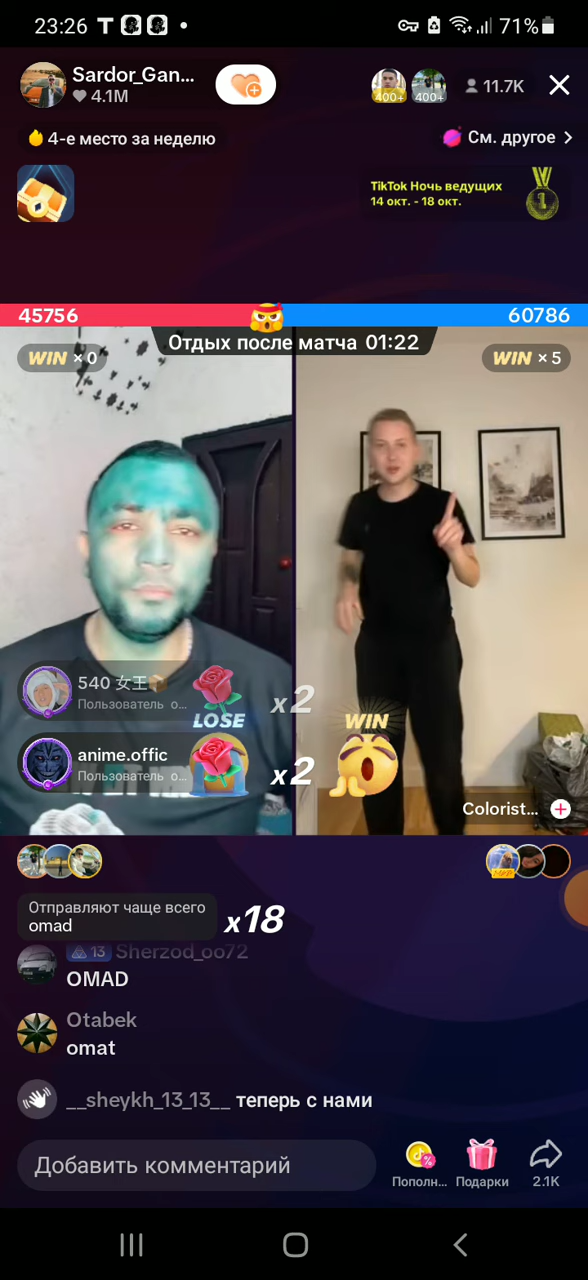 23:26
71%
Sardor_Gan...
4.1M
400+
400+
11.7K
4-е место за неделю
См. другое
TikTok Ночь ведущих
14 окт. - 18 окт.
1
45756
60786
Отдых после матча 01:22
WIN × 0
WIN × 5
540 女王
Пользователь о...
LOSE
x2
WIN
anime.offic
Пользователь о...
x2
Colorist...
Отправляют чаще всего
omad
x18
13 Sherzod_oo72
OMAD
Otabek
omat
__sheykh_13_13__ теперь с нами
Добавить комментарий
Пополн...
Подарки
2.1K